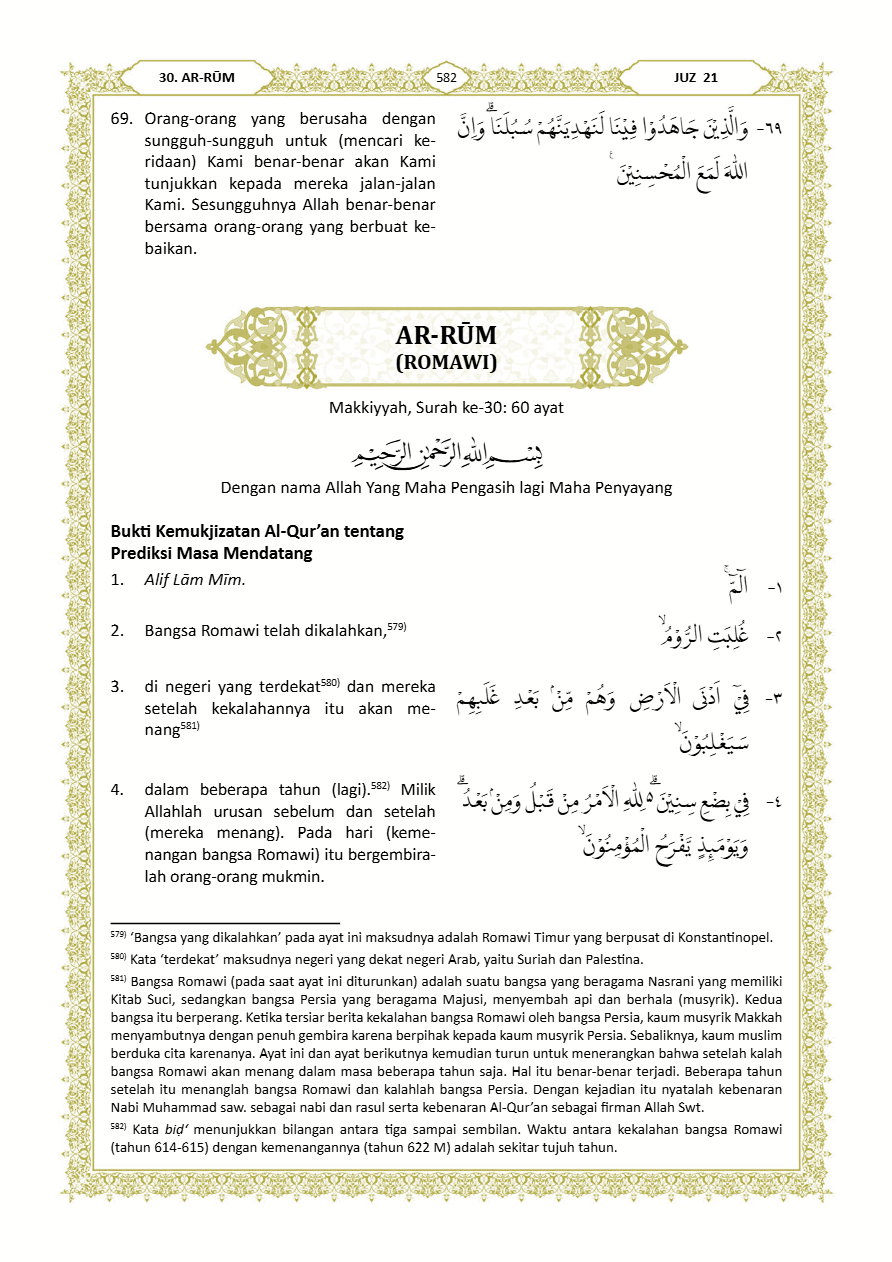 30. AR-RŪM
582
JUZ 21
69. Orang-orang yang berusaha dengan
sungguh-sungguh untuk (mencari ke-
ridaan) Kami benar-benar akan Kami
tunjukkan kepada mereka jalan-jalan
Kami. Sesungguhnya Allah benar-benar
bersama orang-orang yang berbuat ke-
baikan.
٦٩- وَالَّذِيْنَ جَاهَدُوْا فِيْنَا لَنَهْدِيَنَّهُمْ سُبُلَنَاۗ وَاِنَّ
اللّٰهَ لَمَعَ الْمُحْسِنِيْنَ ࣖ
AR-RŪM
(ROMAWI)
Makkiyyah, Surah ke-30: 60 ayat
بِسْمِ اللّٰهِ الرَّحْمٰنِ الرَّحِيْمِ
Dengan nama Allah Yang Maha Pengasih lagi Maha Penyayang
Bukti Kemukjizatan Al-Qur’an tentang
Prediksi Masa Mendatang
1. Alif Lām Mīm.
١- الۤمّۤ ۚ
2. Bangsa Romawi telah dikalahkan,⁵⁷⁹⁾
٢- غُلِبَتِ الرُّوْمُۙ
3. di negeri yang terdekat⁵⁸⁰⁾ dan mereka
setelah kekalahannya itu akan me-
nang⁵⁸¹⁾
٣- فِيْٓ اَدْنَى الْاَرْضِ وَهُمْ مِّنْۢ بَعْدِ غَلَبِهِمْ
سَيَغْلِبُوْنَۙ
4. dalam beberapa tahun (lagi).⁵⁸²⁾ Milik
Allahlah urusan sebelum dan setelah
(mereka menang). Pada hari (keme-
nangan bangsa Romawi) itu bergembira-
lah orang-orang mukmin.
٤- فِيْ بِضْعِ سِنِيْنَ ەۗ لِلّٰهِ الْاَمْرُ مِنْ قَبْلُ وَمِنْۢ بَعْدُۗ
وَيَوْمَىِٕذٍ يَّفْرَحُ الْمُؤْمِنُوْنَۙ
⁵⁷⁹⁾ ‘Bangsa yang dikalahkan’ pada ayat ini maksudnya adalah Romawi Timur yang berpusat di Konstantinopel.
⁵⁸⁰⁾ Kata ‘terdekat’ maksudnya negeri yang dekat negeri Arab, yaitu Suriah dan Palestina.
⁵⁸¹⁾ Bangsa Romawi (pada saat ayat ini diturunkan) adalah suatu bangsa yang beragama Nasrani yang memiliki
Kitab Suci, sedangkan bangsa Persia yang beragama Majusi, menyembah api dan berhala (musyrik). Kedua
bangsa itu berperang. Ketika tersiar berita kekalahan bangsa Romawi oleh bangsa Persia, kaum musyrik Makkah
menyambutnya dengan penuh gembira karena berpihak kepada kaum musyrik Persia. Sebaliknya, kaum muslim
berduka cita karenanya. Ayat ini dan ayat berikutnya kemudian turun untuk menerangkan bahwa setelah kalah
bangsa Romawi akan menang dalam masa beberapa tahun saja. Hal itu benar-benar terjadi. Beberapa tahun
setelah itu menanglah bangsa Romawi dan kalahlah bangsa Persia. Dengan kejadian itu nyatalah kebenaran
Nabi Muhammad saw. sebagai nabi dan rasul serta kebenaran Al-Qur’an sebagai firman Allah Swt.
⁵⁸²⁾ Kata biḍ‘ menunjukkan bilangan antara tiga sampai sembilan. Waktu antara kekalahan bangsa Romawi
(tahun 614-615) dengan kemenangannya (tahun 622 M) adalah sekitar tujuh tahun.